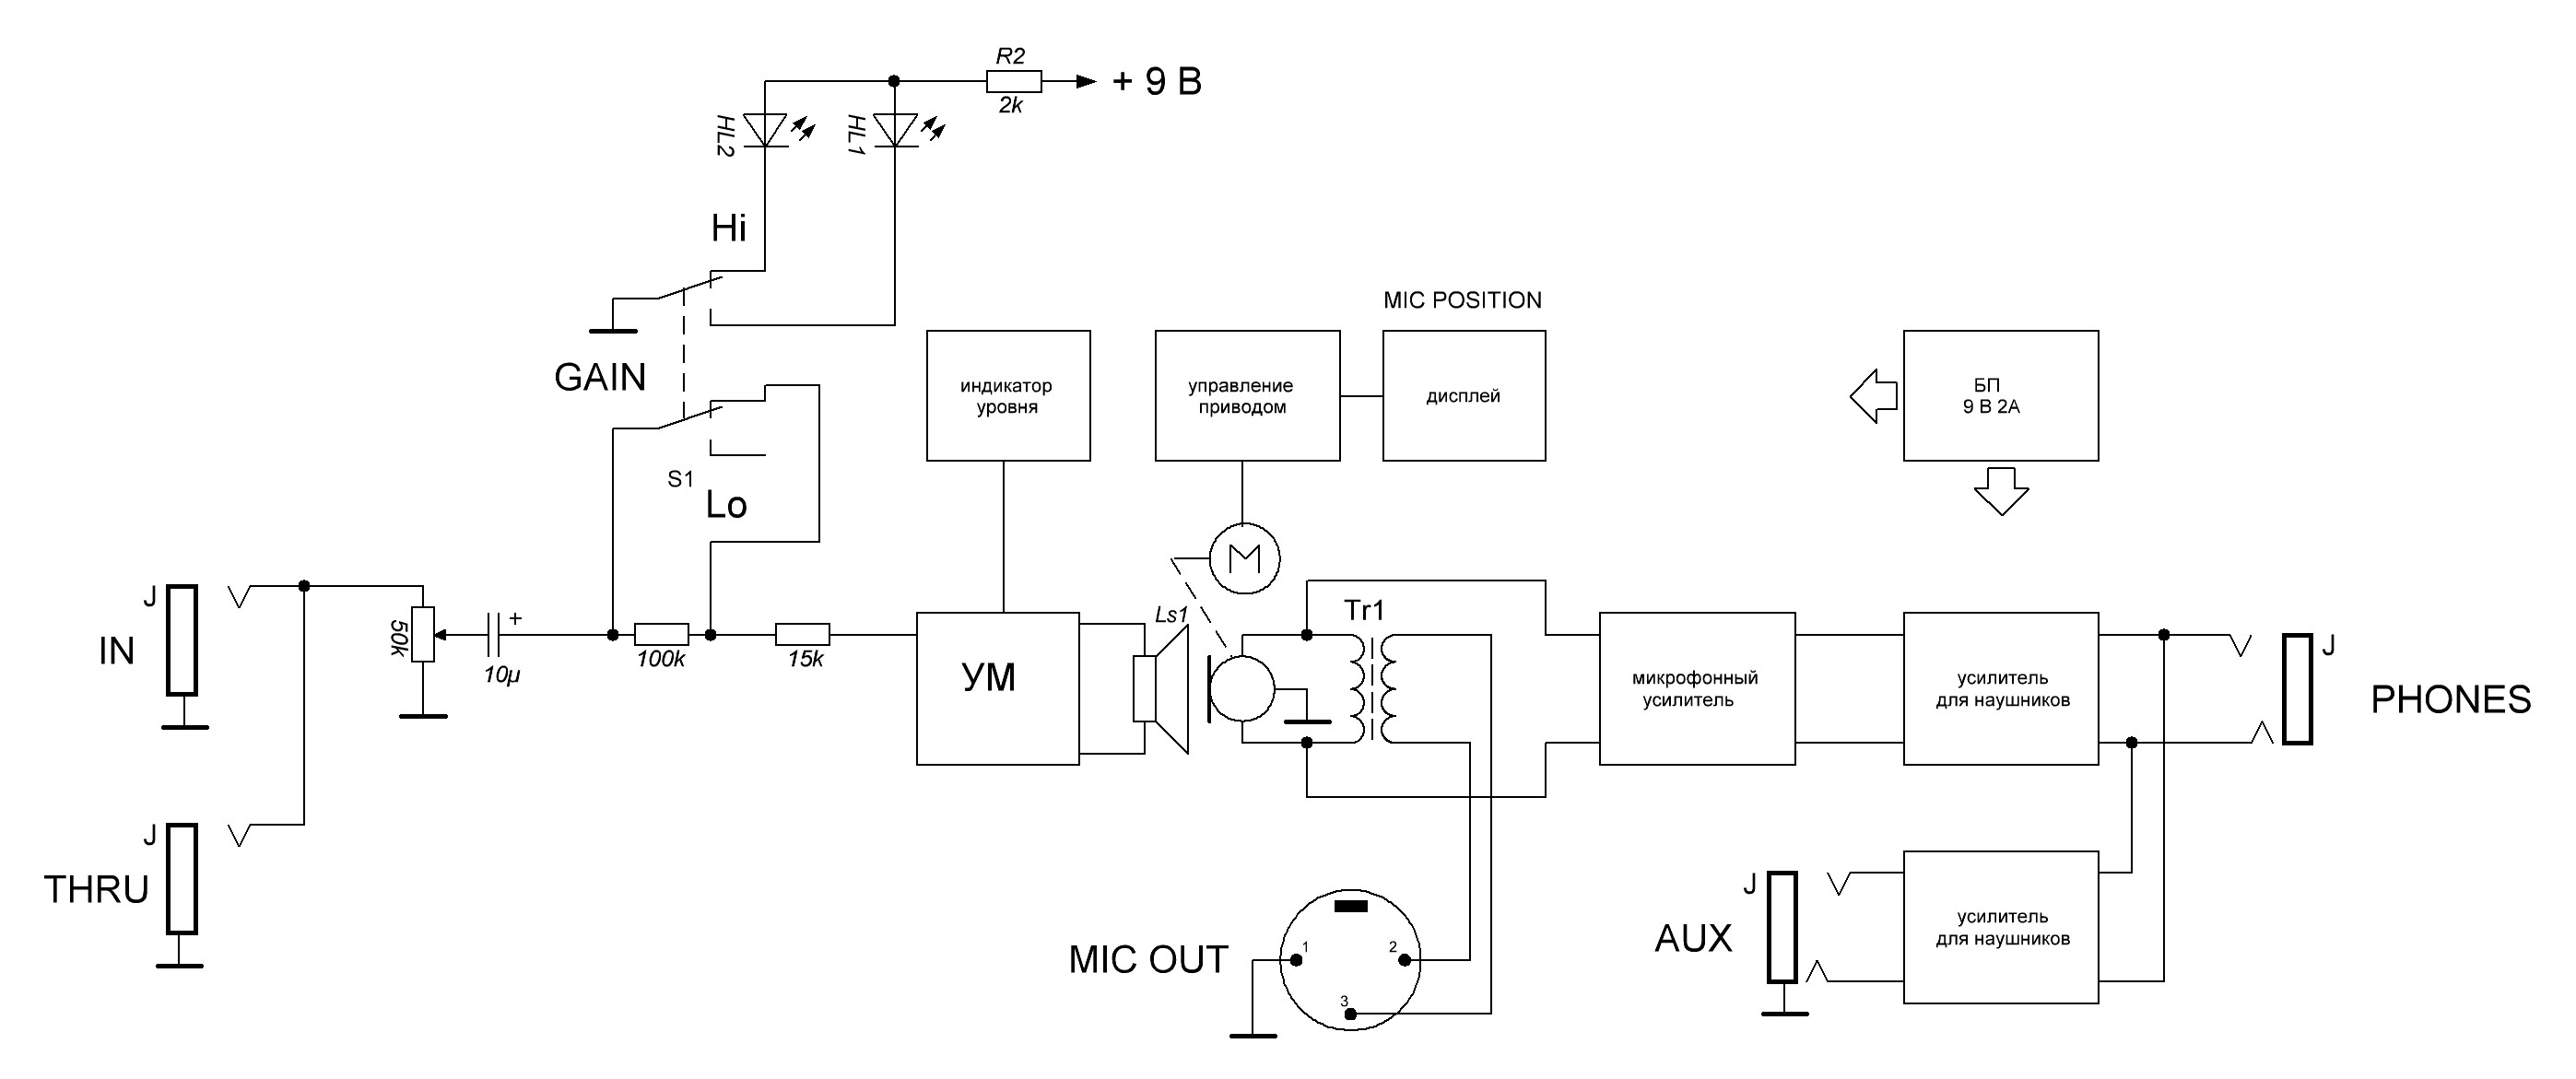 R2
+ 9 В
2k
HL2
HL1
Hi
MIC POSITION
GAIN
индикатор
уровня
управление
приводом
дисплей
БП
9 В 2А
S1
Lo
J
IN
50k
10µ
+
100k
15k
УМ
Ls1
M
Tr1
микрофонный
усилитель
усилитель
для наушников
J
PHONES
J
THRU
MIC OUT
1
2
3
J
AUX
усилитель
для наушников